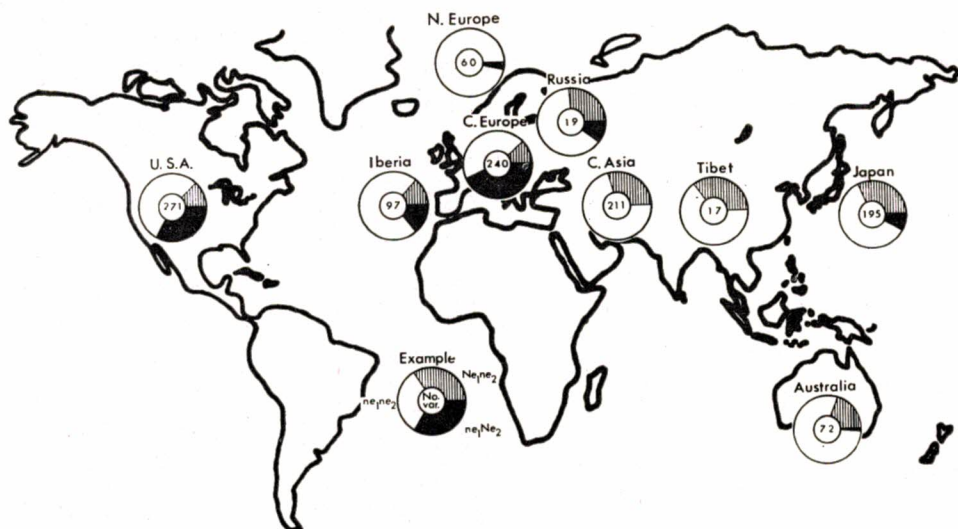 N. Europe
60
Russia
19
C. Europe
240
U.S.A.
271
Iberia
97
C. Asia
211
Tibet
17
Japan
195
Example
Ne₁ne₂
No.
var.
ne₁ne₂
ne₁Ne₂
Australia
72